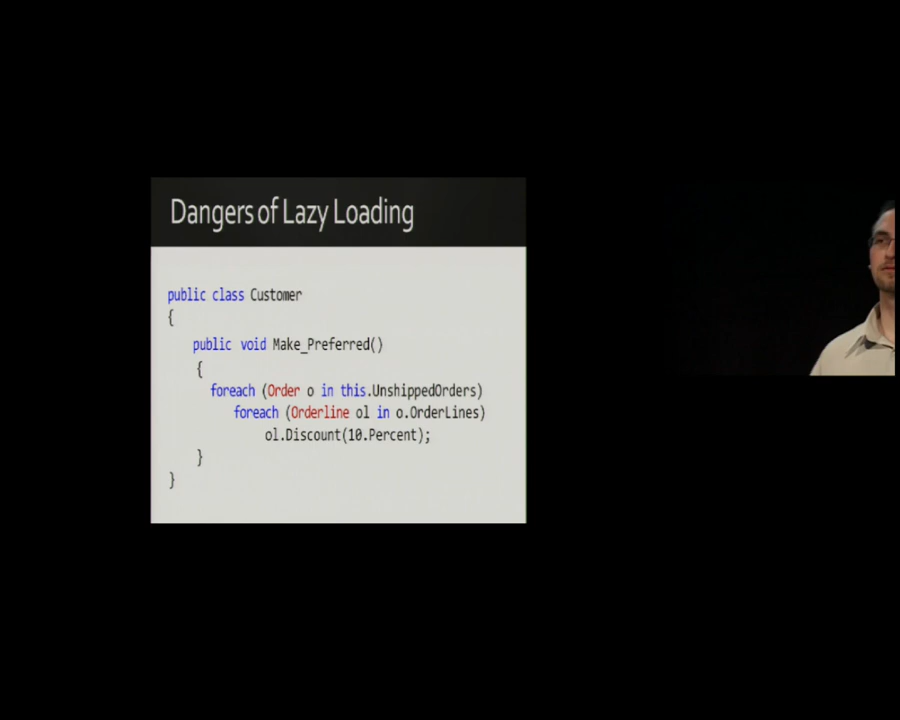 Dangers of Lazy Loading
public class Customer
{
public void Make_Preferred()
{
foreach (Order o in this.UnshippedOrders)
foreach (Orderline ol in o.OrderLines)
ol.Discount(10.Percent);
}
}